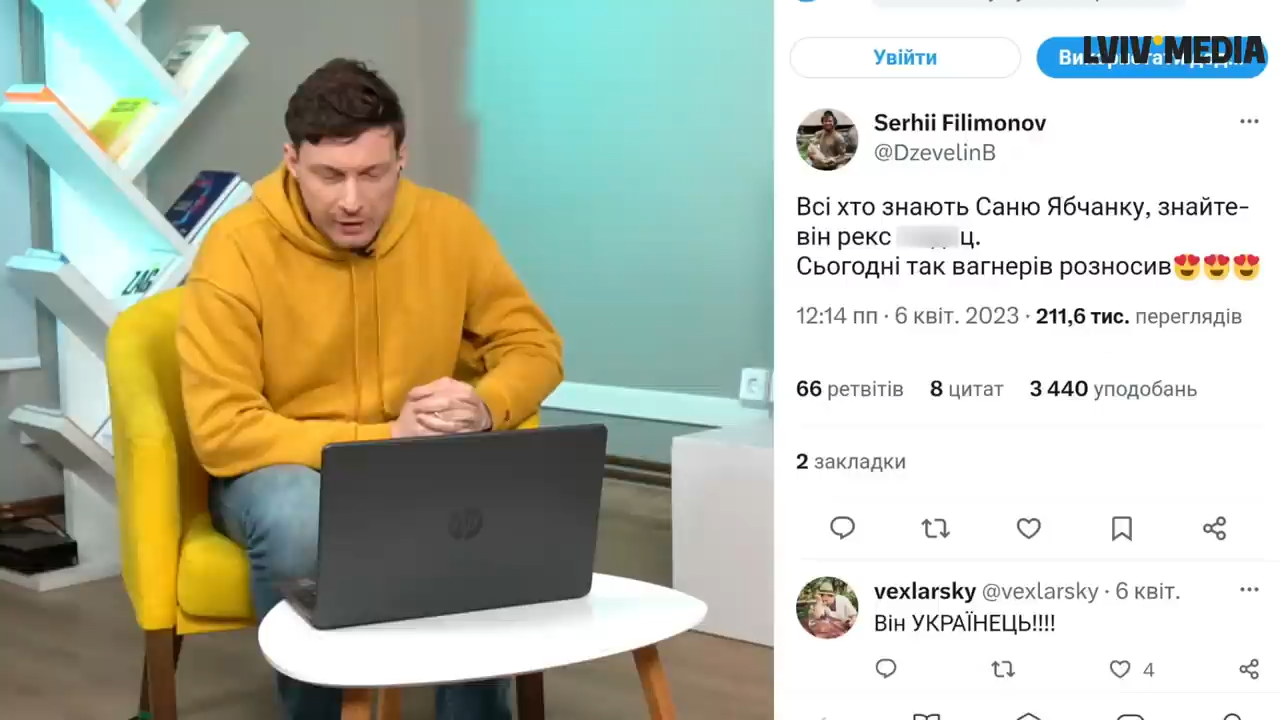 LVIV MEDIA
Увійти
Serhii Filimonov
@DzevelinB
Всі хто знають Саню Ябчанку, знайте-
він рекс
Сьогодні так вагнерів розносив😍😍😍
12:14 пп · 6 квіт. 2023 · 211,6 тис. переглядів
66 ретвітів 8 цитат 3 440 уподобань
2 закладки
vexlarsky @vexlarsky · 6 квіт.
Він УКРАЇНЕЦЬ!!!!
4
ZAG
hp